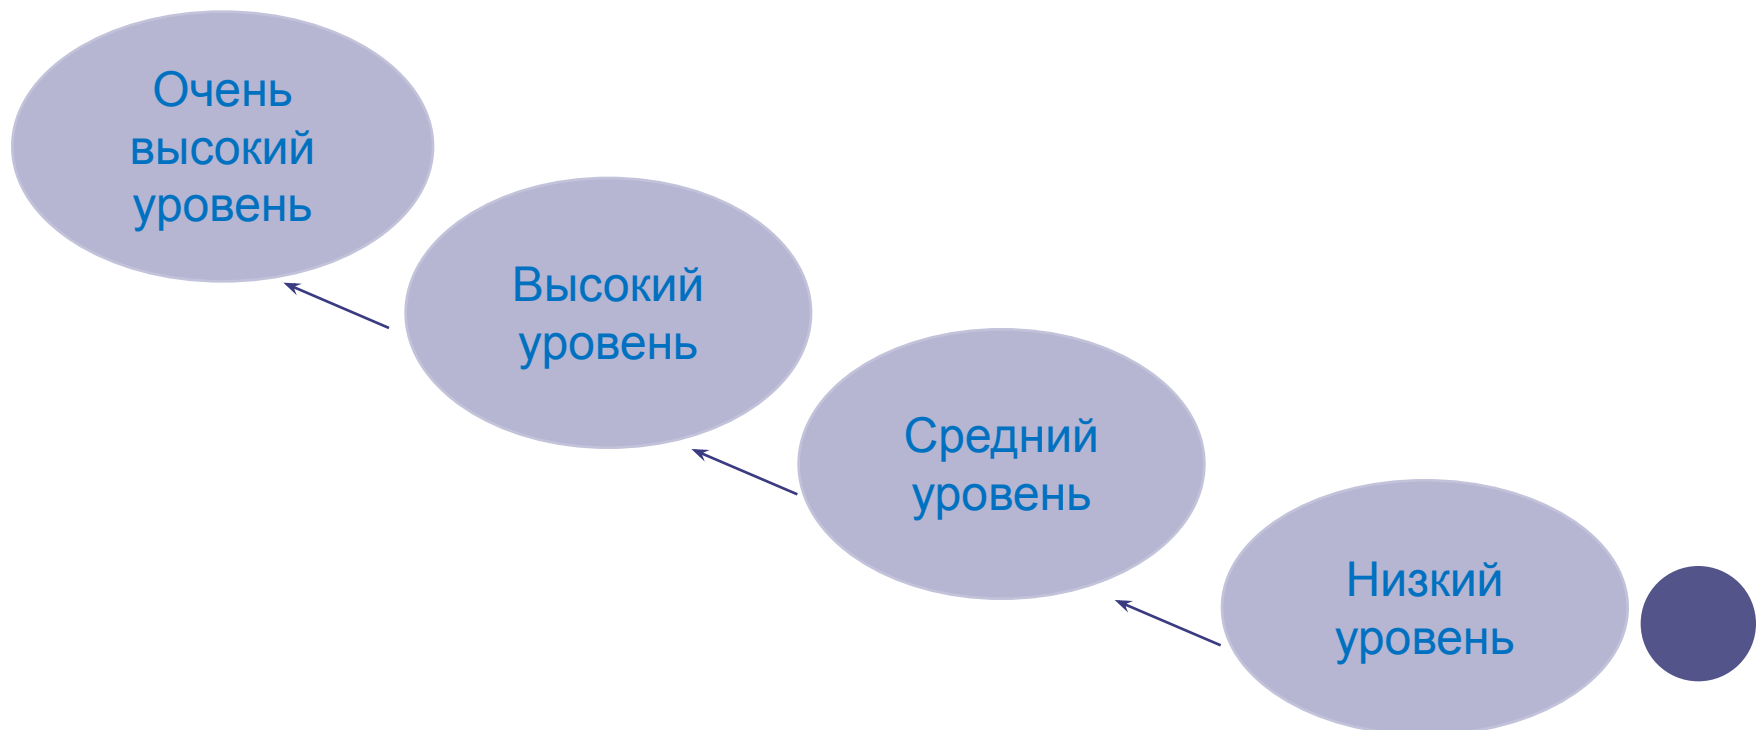 Очень
высокий
уровень
Высокий
уровень
Средний
уровень
Низкий
уровень